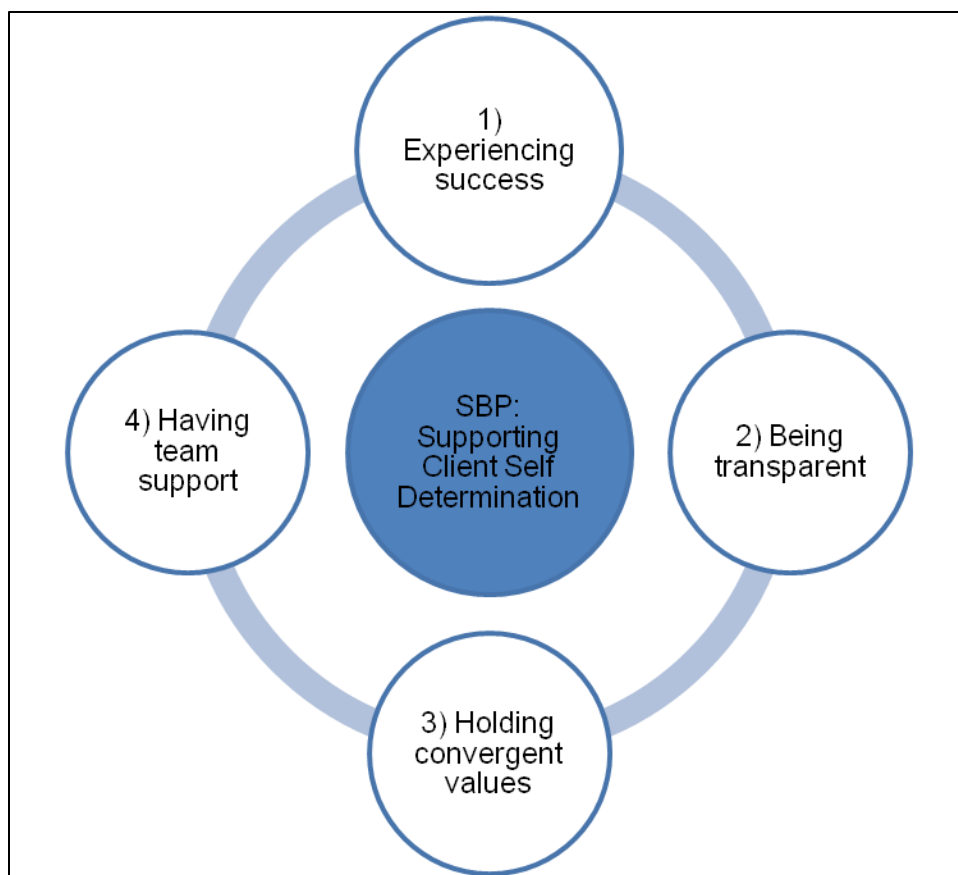 1)
Experiencing
success
SBP:
Supporting
Client Self
Determination
4) Having
team
support
2) Being
transparent
3) Holding
convergent
values